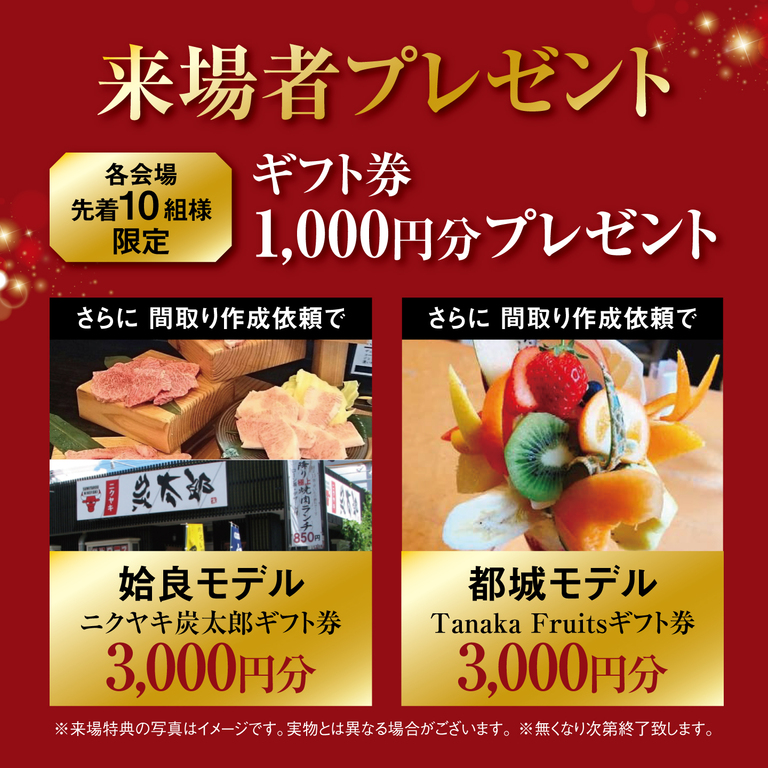 来場者プレゼント
各会場
先着10組様
限定
ギフト券
1,000円分プレゼント
さらに 間取り作成依頼で
ニクヤキ
炭太郎
焼肉ランチ
850円
姶良モデル
ニクヤキ炭太郎ギフト券
3,000円分
さらに 間取り作成依頼で
都城モデル
Tanaka Fruitsギフト券
3,000円分
※来場特典の写真はイメージです。実物とは異なる場合がございます。 ※無くなり次第終了致します。